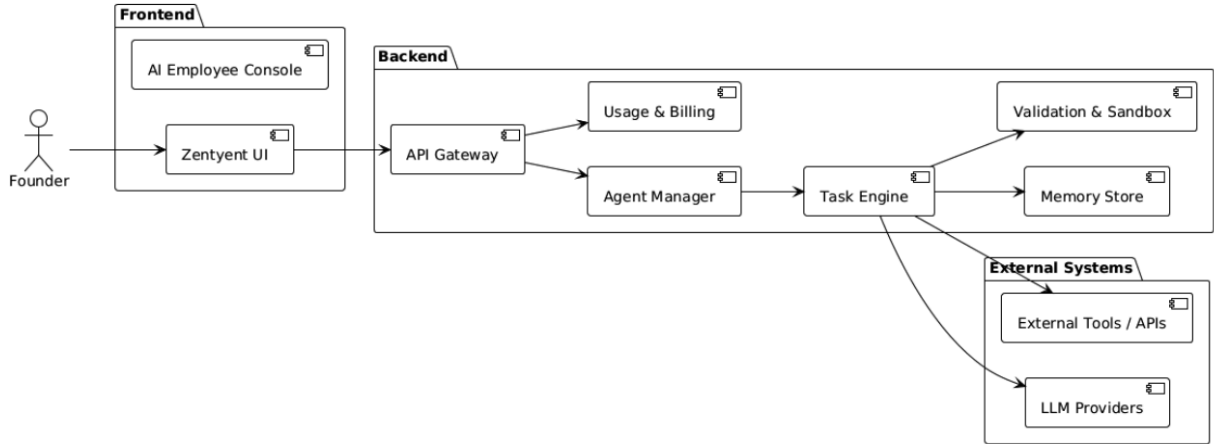 Frontend
AI Employee Console
Zentyent UI
Founder
Backend
Usage & Billing
API Gateway
Agent Manager
Task Engine
Validation & Sandbox
Memory Store
External Systems
External Tools / APIs
LLM Providers